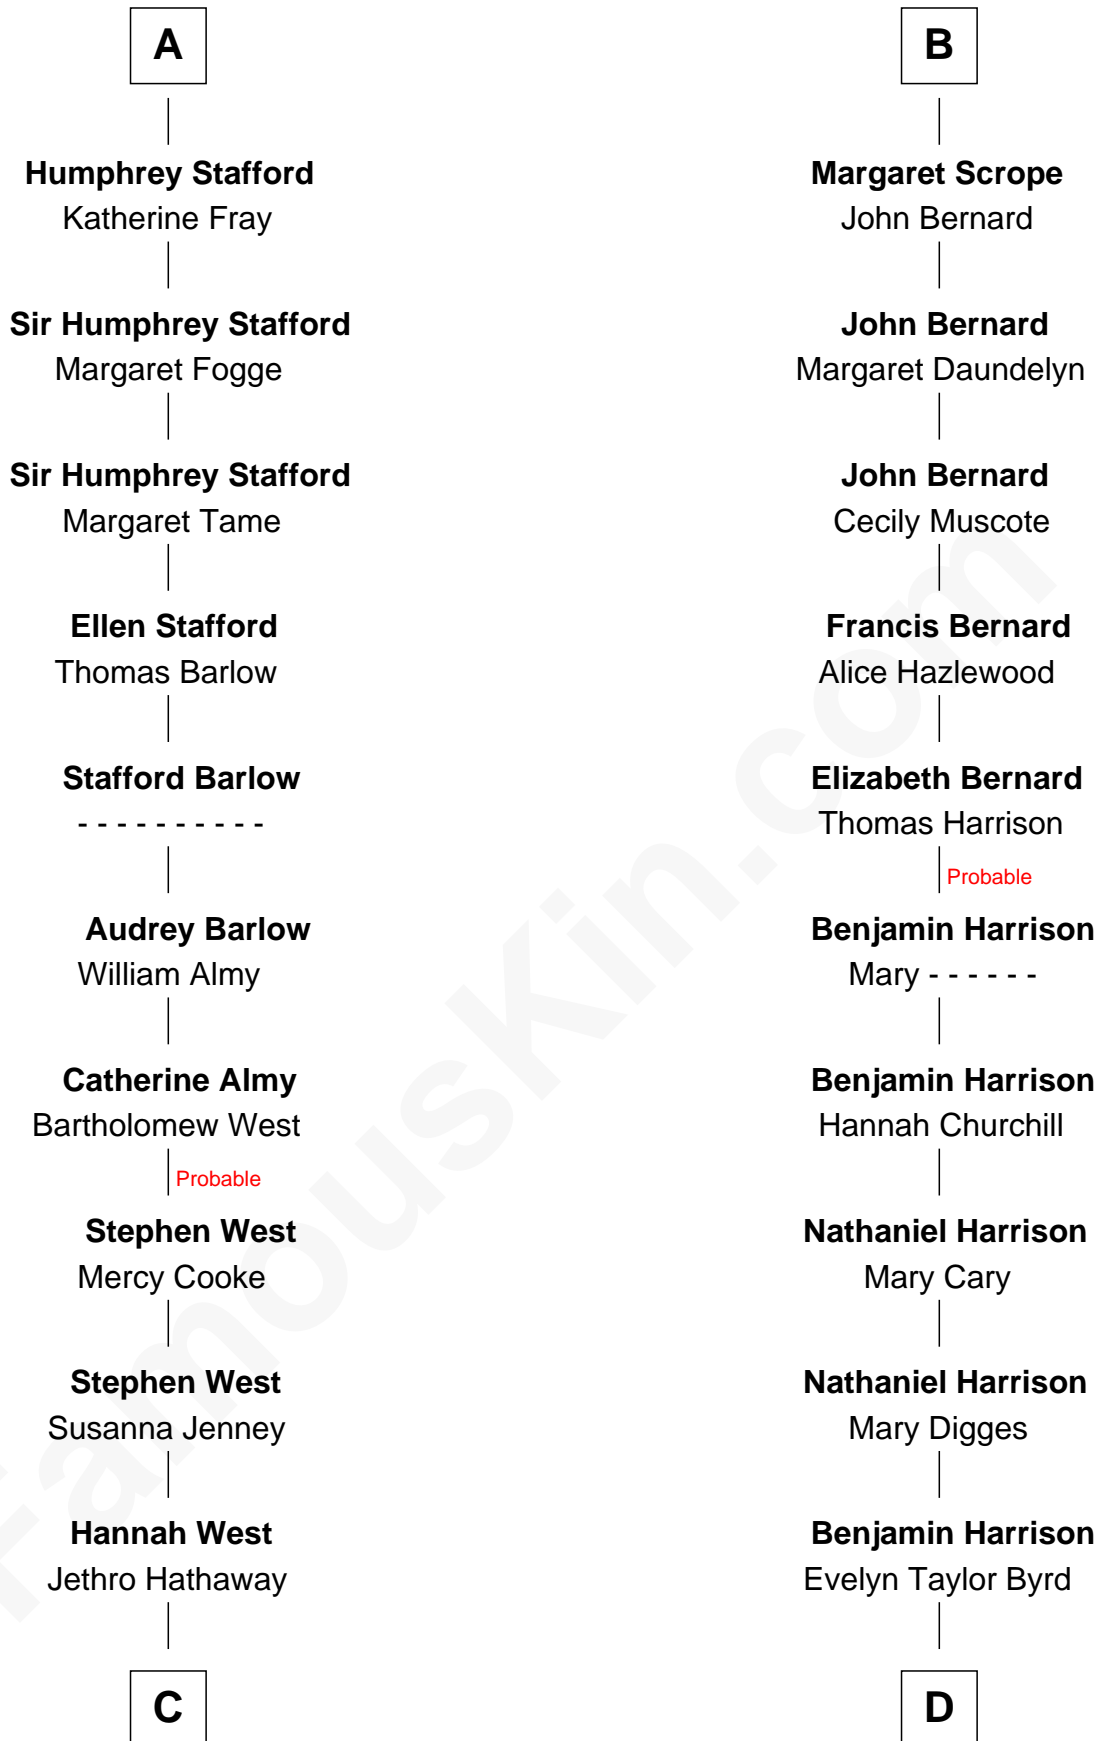 A
Humphrey Stafford
Katherine Fray
Sir Humphrey Stafford
Margaret Fogge
Sir Humphrey Stafford
Margaret Tame
Ellen Stafford
Thomas Barlow
Stafford Barlow
- - - - - - - - - -
Audrey Barlow
William Almy
Catherine Almy
Bartholomew West
Probable
Stephen West
Mercy Cooke
Stephen West
Susanna Jenney
Hannah West
Jethro Hathaway
C
B
Margaret Scrope
John Bernard
John Bernard
Margaret Daundelyn
John Bernard
Cecily Muscote
Francis Bernard
Alice Hazlewood
Elizabeth Bernard
Thomas Harrison
Probable
Benjamin Harrison
Mary - - - - - -
Benjamin Harrison
Hannah Churchill
Nathaniel Harrison
Mary Cary
Nathaniel Harrison
Mary Digges
Benjamin Harrison
Evelyn Taylor Byrd
D
FamousKin.com